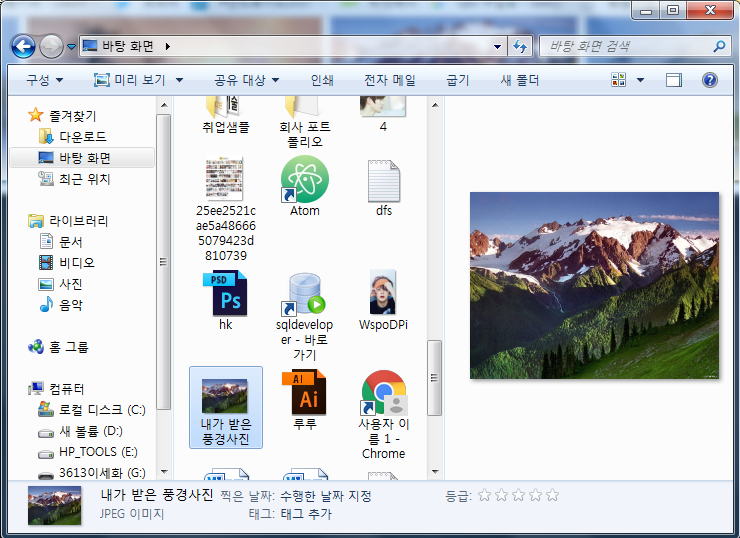 바탕 화면
바탕 화면 검색
구성
미리 보기
공유 대상
인쇄
전자 메일
굽기
새 폴더
즐겨찾기
다운로드
바탕 화면
최근 위치
라이브러리
문서
비디오
사진
음악
홈 그룹
컴퓨터
로컬 디스크 (C:)
새 볼륨 (D:)
HP_TOOLS (E:)
3613이세화 (G:)
취업샘플
회사 포트
폴리오
4
25ee2521c
ae5a48666
5079423d
810739
Atom
dfs
PSD
Ps
hk
sqldevelop
er - 바로
가기
WspoDPi
내가 받은
풍경사진
AI
Ai
루루
사용자 이
름 1 -
Chrome
내가 받은 풍경사진
찍은 날짜: 수행한 날짜 지정
등급:
JPEG 이미지
태그: 태그 추가